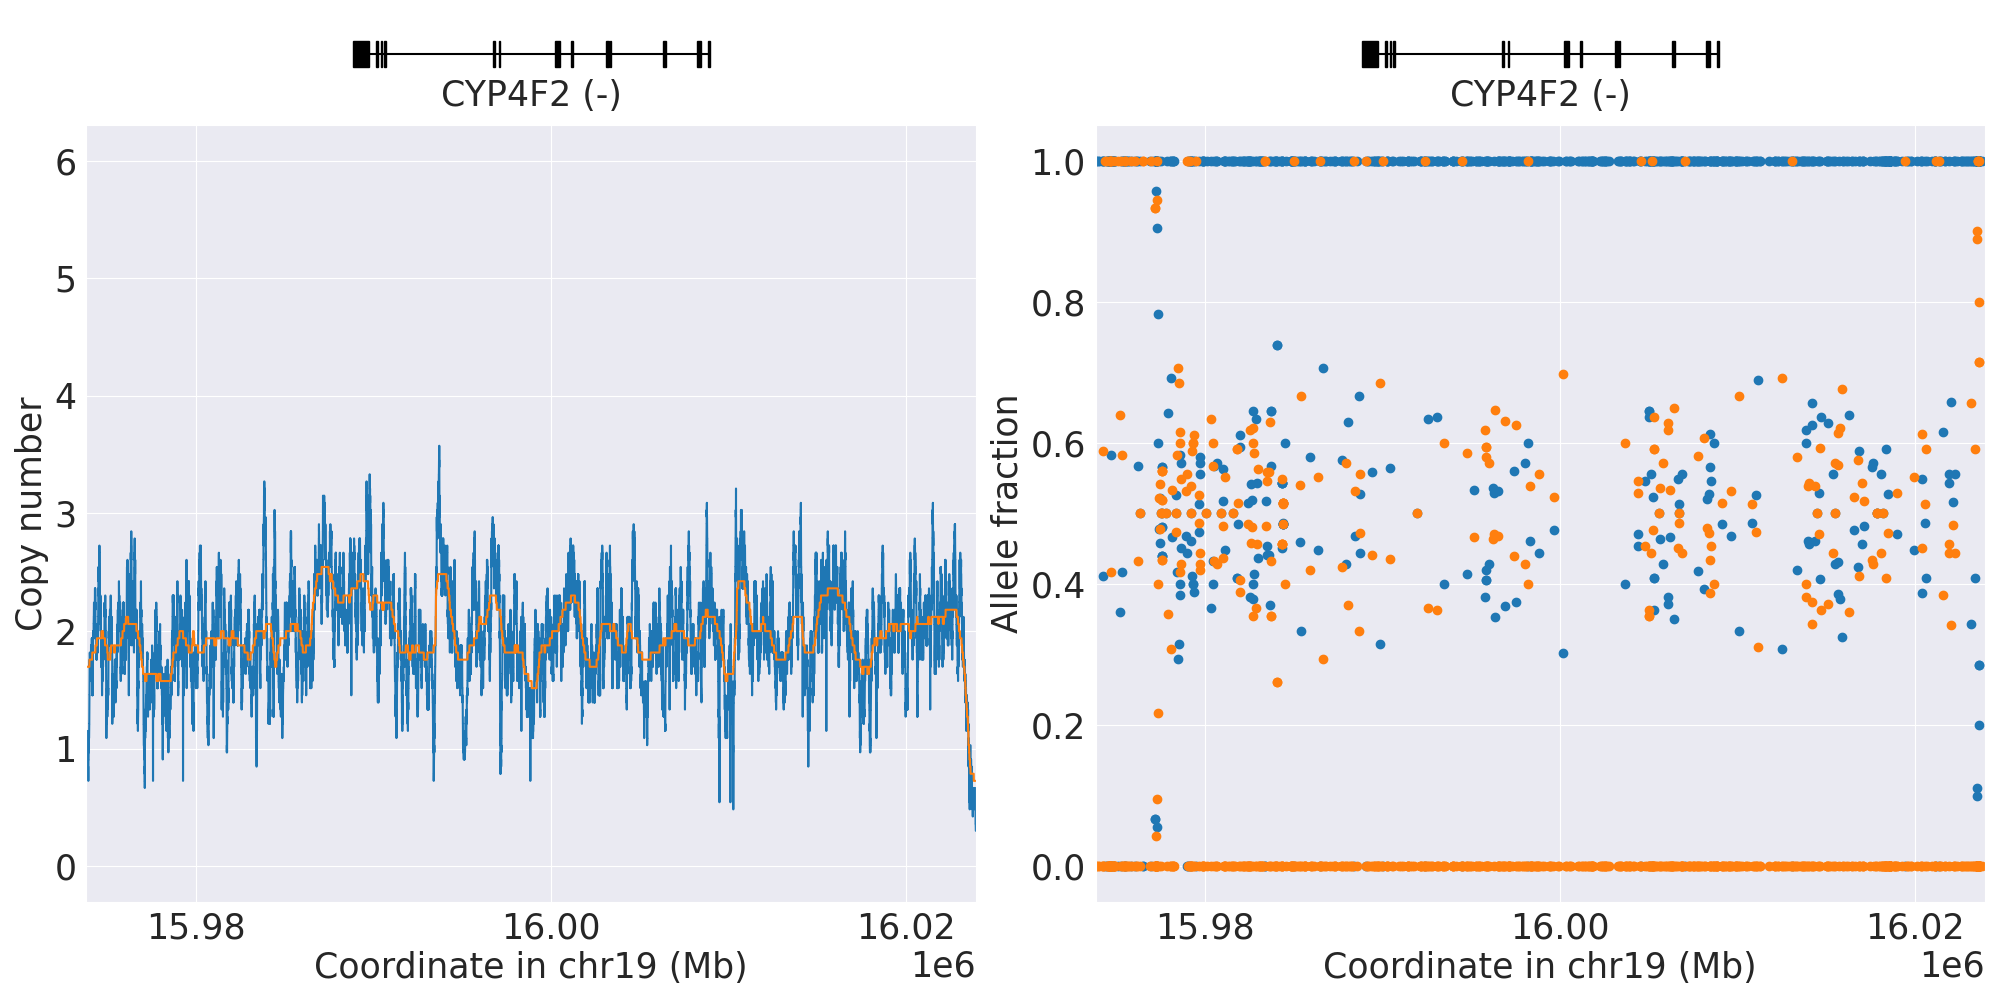 CYP4F2 (-)
Copy number
6
5
4
3
2
1
0
15.98
16.00
16.02
Coordinate in chr19 (Mb)
1e6
CYP4F2 (-)
Allele fraction
1.0
0.8
0.6
0.4
0.2
0.0
15.98
16.00
16.02
Coordinate in chr19 (Mb)
1e6